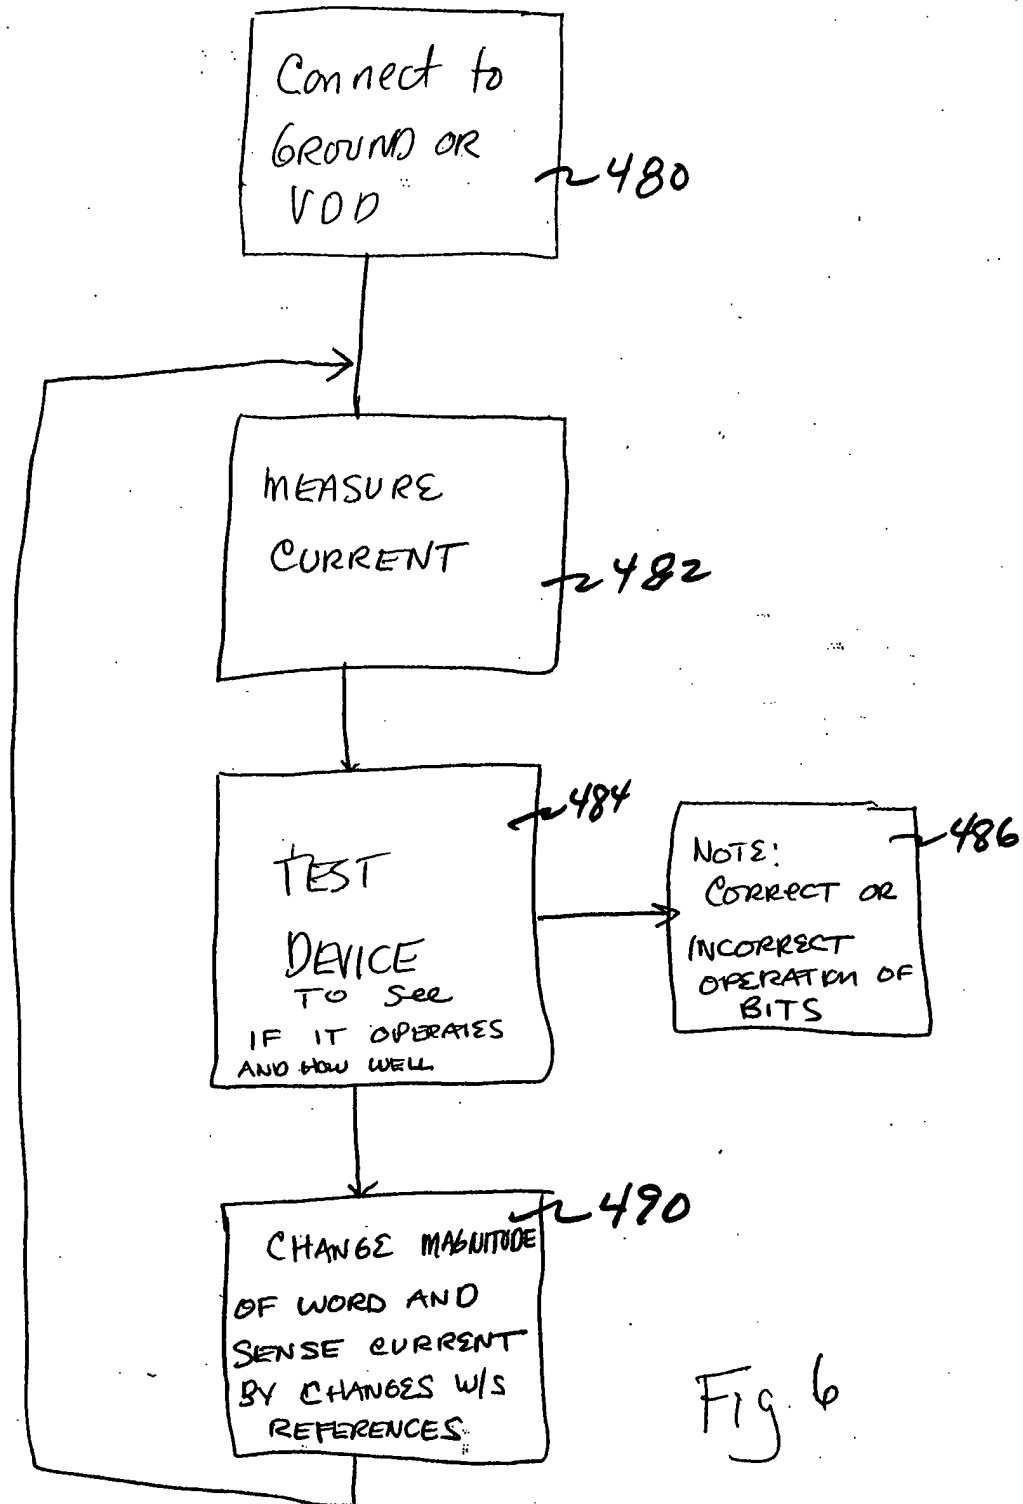 Connect to
GROUND OR
VDD
480
MEASURE
CURRENT
482
484
TEST
DEVICE
TO See
IF IT OPERATES
AND HOW WELL
486
NOTE:
CORRECT OR
INCORRECT
OPERATION OF
BITS
490
CHANGE MAGNITUDE
OF WORD AND
SENSE CURRENT
BY CHANGES W/S
REFERENCES
Fig. 6